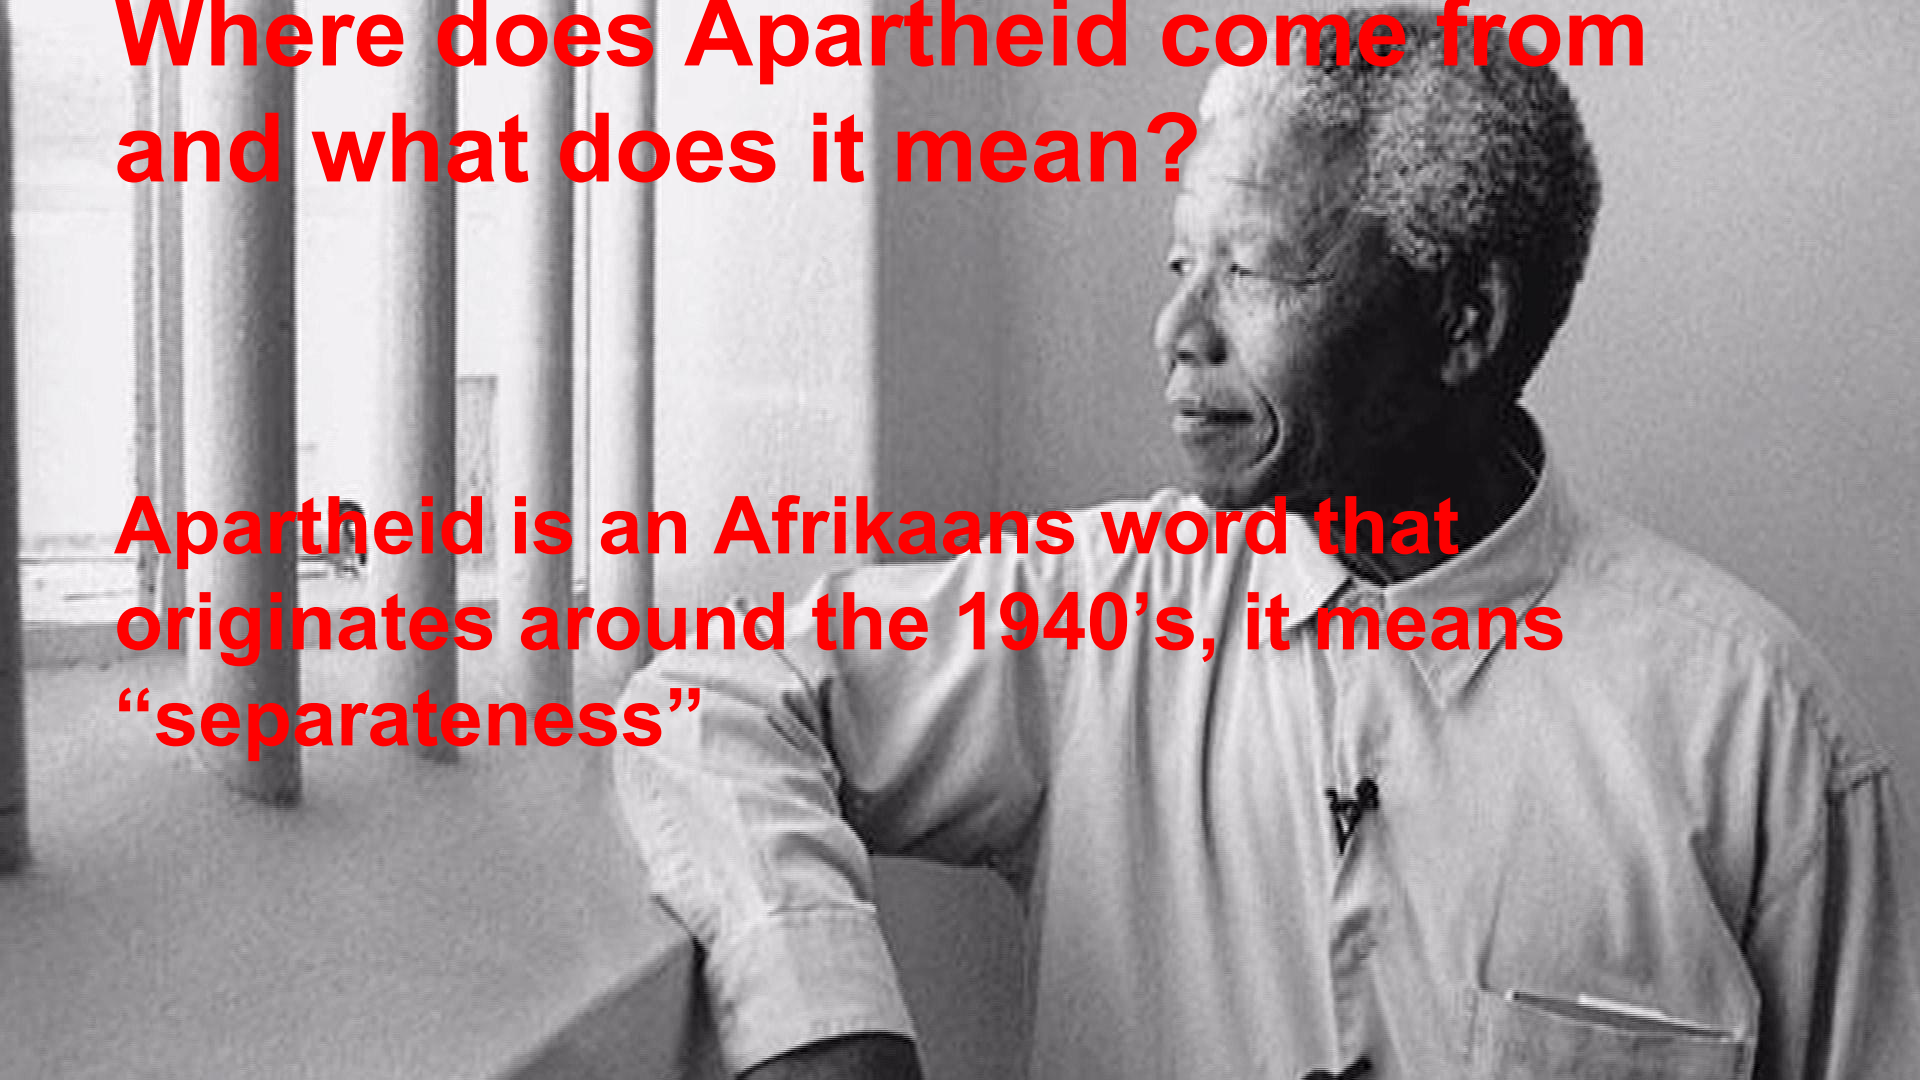 Where does Apartheid come from
and what does it mean?
Apartheid is an Afrikaans word that
originates around the 1940’s, it means
“separateness”